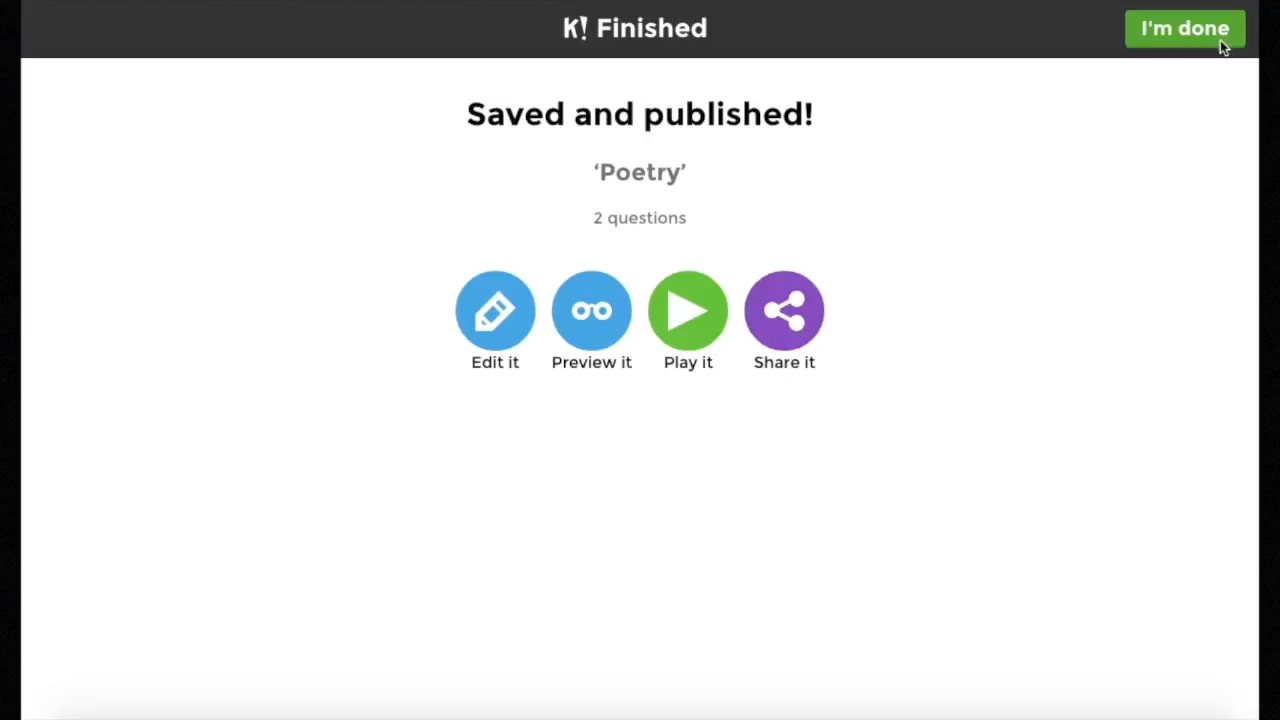 K! Finished
I'm done
Saved and published!
‘Poetry’
2 questions
Edit it
Preview it
Play it
Share it